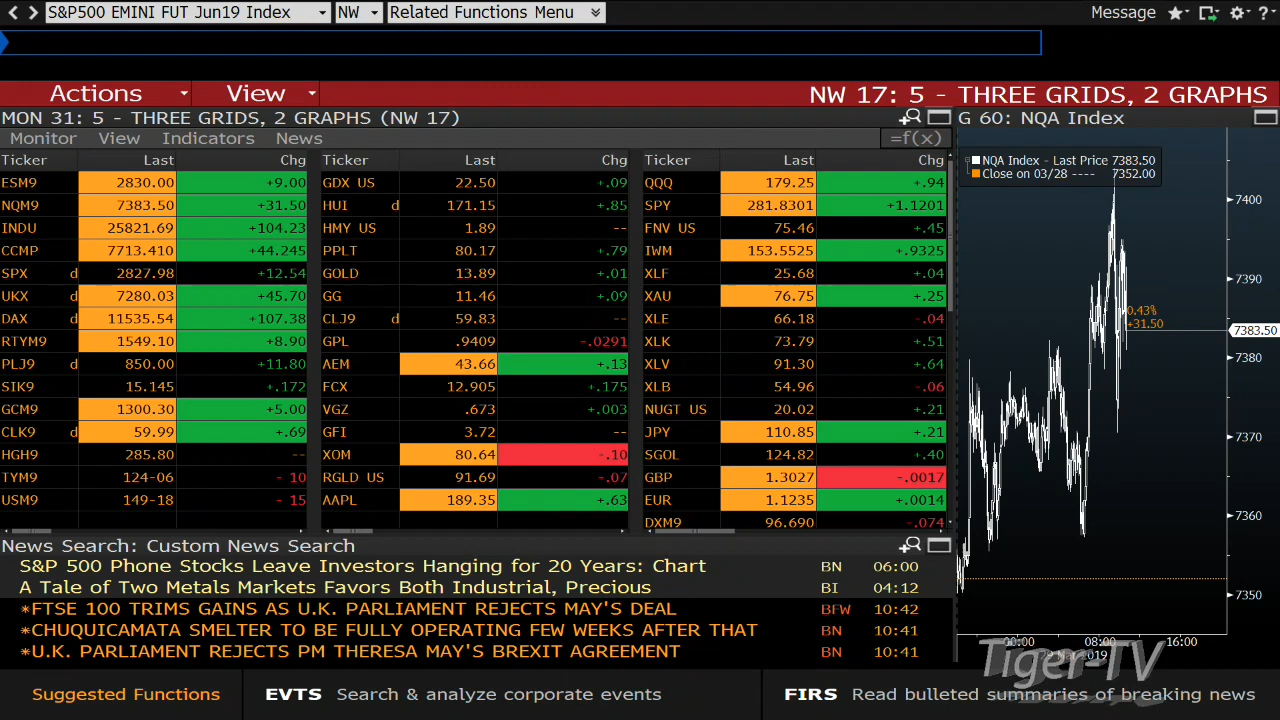 S&P500 EMINI FUT Jun19 Index NW Related Functions Menu Message ?
Actions View NW 17: 5 - THREE GRIDS, 2 GRAPHS
MON 31: 5 - THREE GRIDS, 2 GRAPHS (NW 17)
Monitor View Indicators News =f(x)
Ticker Last Chg Ticker Last Chg Ticker Last Chg
ESM9 2830.00 +9.00 GDX US 22.50 +.09 QQQ 179.25 +.94
NQM9 7383.50 +31.50 HUI d 171.15 +.85 SPY 281.8301 +1.1201
INDU 25821.69 +104.23 HMY US 1.89 -- FNV US 75.46 +.45
CCMP 7713.410 +44.245 PPLT 80.17 +.79 IWM 153.5525 +.9325
SPX d 2827.98 +12.54 GOLD 13.89 +.01 XLF 25.68 +.04
UKX d 7280.03 +45.70 GG 11.46 +.09 XAU 76.75 +.25
DAX d 11535.54 +107.38 CLJ9 d 59.83 -- XLE 66.18 -.04
RTYM9 1549.10 +8.90 GPL .9409 -.0291 XLK 73.79 +.51
PLJ9 d 850.00 +11.80 AEM 43.66 +.13 XLV 91.30 +.64
SIK9 15.145 +.172 FCX 12.905 +.175 XLB 54.96 -.06
GCM9 1300.30 +5.00 VGZ .673 +.003 NUGT US 20.02 +.21
CLK9 d 59.99 +.69 GFI 3.72 -- JPY 110.85 +.21
HGH9 285.80 -- XOM 80.64 -.10 SGOL 124.82 +.40
TYM9 124-06 - 10 RGLD US 91.69 -.07 GBP 1.3027 -.0017
USM9 149-18 - 15 AAPL 189.35 +.63 EUR 1.1235 +.0014
DXM9 96.690 -.074
G 60: NQA Index
NQA Index - Last Price 7383.50
Close on 03/28 ---- 7352.00
7400
7390
0.43%
+31.50
7383.50
7380
7370
7360
7350
00:00 08:00 16:00
29 Mar 2019
Tiger-TV
News Search: Custom News Search
S&P 500 Phone Stocks Leave Investors Hanging for 20 Years: Chart BN 06:00
A Tale of Two Metals Markets Favors Both Industrial, Precious BI 04:12
*FTSE 100 TRIMS GAINS AS U.K. PARLIAMENT REJECTS MAY'S DEAL BFW 10:42
*CHUQUICAMATA SMELTER TO BE FULLY OPERATING FEW WEEKS AFTER THAT BN 10:41
*U.K. PARLIAMENT REJECTS PM THERESA MAY'S BREXIT AGREEMENT BN 10:41
Suggested Functions EVTS Search & analyze corporate events FIRS Read bulleted summaries of breaking news